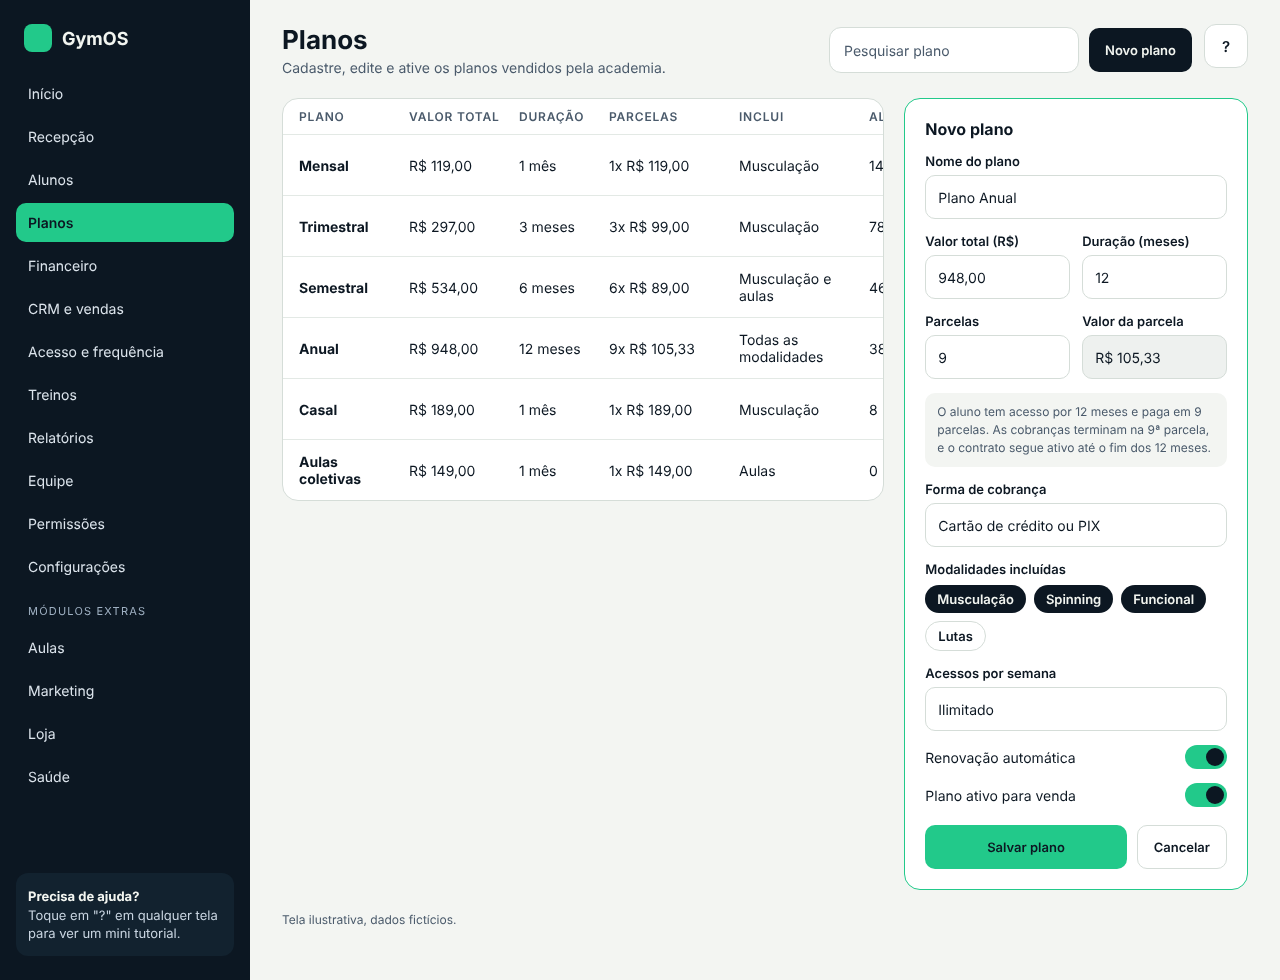 GymOS
Início
Recepção
Alunos
Planos
Financeiro
CRM e vendas
Acesso e frequência
Treinos
Relatórios
Equipe
Permissões
Configurações
MÓDULOS EXTRAS
Aulas
Marketing
Loja
Saúde
Precisa de ajuda?
Toque em "?" em qualquer tela
para ver um mini tutorial.
Planos
Cadastre, edite e ative os planos vendidos pela academia.
Pesquisar plano
Novo plano
?
PLANO VALOR TOTAL DURAÇÃO PARCELAS INCLUI
Mensal R$ 119,00 1 mês 1x R$ 119,00 Musculação 14
Trimestral R$ 297,00 3 meses 3x R$ 99,00 Musculação 78
Semestral R$ 534,00 6 meses 6x R$ 89,00 Musculação e
aulas 46
Anual R$ 948,00 12 meses 9x R$ 105,33 Todas as
modalidades 38
Casal R$ 189,00 1 mês 1x R$ 189,00 Musculação 8
Aulas
coletivas R$ 149,00 1 mês 1x R$ 149,00 Aulas 0
Novo plano
Nome do plano
Plano Anual
Valor total (R$) Duração (meses)
948,00 12
Parcelas Valor da parcela
9 R$ 105,33
O aluno tem acesso por 12 meses e paga em 9
parcelas. As cobranças terminam na 9ª parcela,
e o contrato segue ativo até o fim dos 12 meses.
Forma de cobrança
Cartão de crédito ou PIX
Modalidades incluídas
Musculação Spinning Funcional
Lutas
Acessos por semana
Ilimitado
Renovação automática
Plano ativo para venda
Salvar plano Cancelar
Tela ilustrativa, dados fictícios.